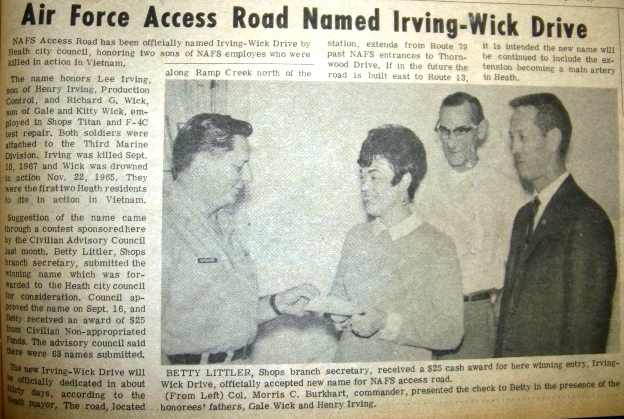 Air Force Access Road Named Irving-Wick Drive
NAFS Access Road has been officially named Irving-Wick Drive by
Heath city council, honoring two sons of NAFS employes who were
killed in action in Vietnam.
The name honors Lee Irving,
son of Henry Irving, Production
Control, and Richard G. Wick,
son of Gale and Kitty Wick, em-
ployed in Shops Titan and F-4C
test repair. Both soldiers were
attached to the Third Marine
Division. Irving was killed Sept.
10, 1967 and Wick was drowned
in action Nov. 22, 1965. They
were the first two Heath residents
to die in action in Vietnam.
Suggestion of the name came
through a contest sponsored here
by the Civilian Advisory Council
last month. Betty Littler, Shops
branch secretary, submitted the
winning name which was for-
warded to the Heath city council
for consideration. Council ap-
proved the name on Sept. 16, and
Betty received an award of $25
from Civilian Non-appropriated
Funds. The advisory council said
there were 63 names submitted.
The new Irving-Wick Drive will
be officially dedicated in about
thirty days, according to the
Heath mayor. The road, located
along Ramp Creek north of the
station, extends from Route 79
past NAFS entrances to Thorn-
wood Drive. If in the future the
road is built east to Route 13,
it is intended the new name will
be continued to include the ex-
tension becoming a main artery
in Heath.
BETTY LITTLER, Shops branch secretary, received a $25 cash award for here winning entry, Irving-
Wick Drive, officially accepted new name for NAFS access road.
(From Left) Col. Morris C. Burkhart, commander, presented the check to Betty in the presence of the
honorees' fathers, Gale Wick and Henry Irving.